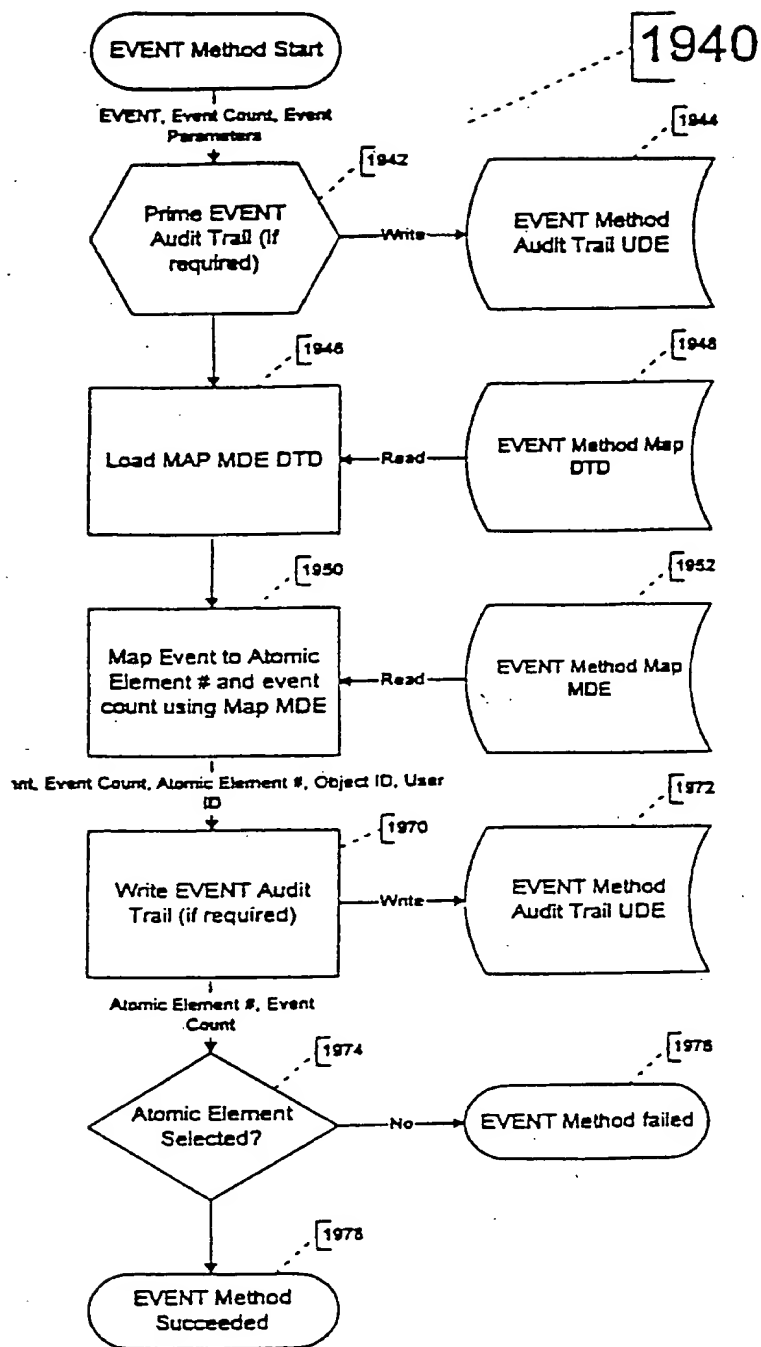 EVENT Method Start
1940
EVENT, Event Count, Event
Parameters
1942
1944
Prime EVENT
Audit Trail (if
required)
Write
EVENT Method
Audit Trail UDE
1946
1948
Load MAP MDE DTD
Read
EVENT Method Map
DTD
1950
1952
Map Event to Atomic
Element # and event
count using Map MDE
Read
EVENT Method Map
MDE
Event Count, Atomic Element #, Object ID, User
ID
1970
1972
Write EVENT Audit
Trail (if required)
Write
EVENT Method
Audit Trail UDE
Atomic Element #, Event
Count
1974
1978
Atomic Element
Selected?
No
EVENT Method failed
1978
EVENT Method
Succeeded